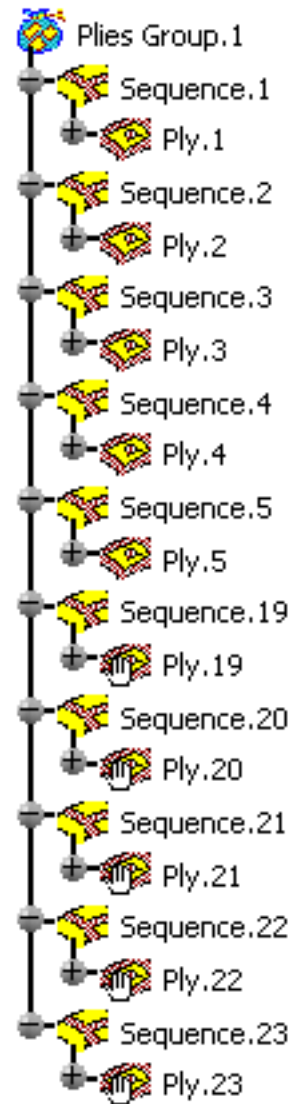 Plies Group.1
Sequence.1
Ply.1
Sequence.2
Ply.2
Sequence.3
Ply.3
Sequence.4
Ply.4
Sequence.5
Ply.5
Sequence.19
Ply.19
Sequence.20
Ply.20
Sequence.21
Ply.21
Sequence.22
Ply.22
Sequence.23
Ply.23